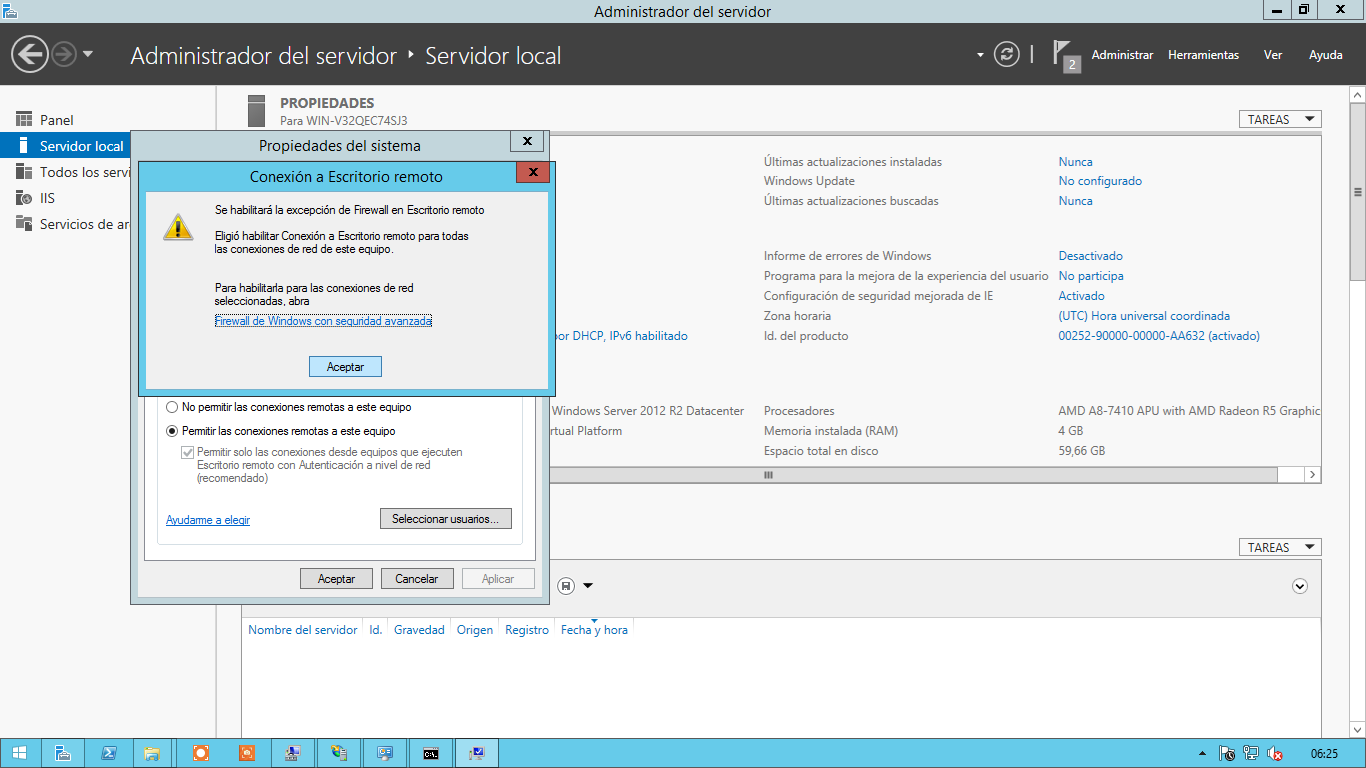 Administrador del servidor
Administrador del servidor
Servidor local
2
Administrar
Herramientas
Ver
Ayuda
Panel
Servidor local
Todos los servi
IIS
Servicios de ar
PROPIEDADES
Para WIN-V32QEC74SJ3
TAREAS
Propiedades del sistema
Conexión a Escritorio remoto
Se habilitará la excepción de Firewall en Escritorio remoto
Eligió habilitar Conexión a Escritorio remoto para todas
las conexiones de red de este equipo.
Para habilitarla para las conexiones de red
seleccionadas, abra
Firewall de Windows con seguridad avanzada
Aceptar
No permitir las conexiones remotas a este equipo
Permitir las conexiones remotas a este equipo
Permitir solo las conexiones desde equipos que ejecuten
Escritorio remoto con Autenticación a nivel de red
(recomendado)
Ayudarme a elegir
Seleccionar usuarios...
Aceptar
Cancelar
Aplicar
Últimas actualizaciones instaladas Nunca
Windows Update No configurado
Últimas actualizaciones buscadas Nunca
Informe de errores de Windows Desactivado
Programa para la mejora de la experiencia del usuario No participa
Configuración de seguridad mejorada de IE Activado
Zona horaria (UTC) Hora universal coordinada
por DHCP, IPv6 habilitado Id. del producto 00252-90000-00000-AA632 (activado)
Windows Server 2012 R2 Datacenter Procesadores AMD A8-7410 APU with AMD Radeon R5 Graphic
rtual Platform Memoria instalada (RAM) 4 GB
Espacio total en disco 59,66 GB
TAREAS
Nombre del servidor Id. Gravedad Origen Registro Fecha y hora
C:\
06:25